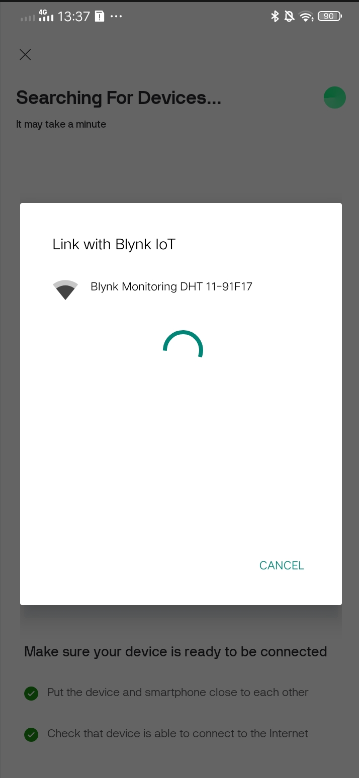 4G 13:37 ... 90
Searching For Devices...
It may take a minute
Link with Blynk IoT
Blynk Monitoring DHT 11-91F17
CANCEL
Make sure your device is ready to be connected
Put the device and smartphone close to each other
Check that device is able to connect to the Internet